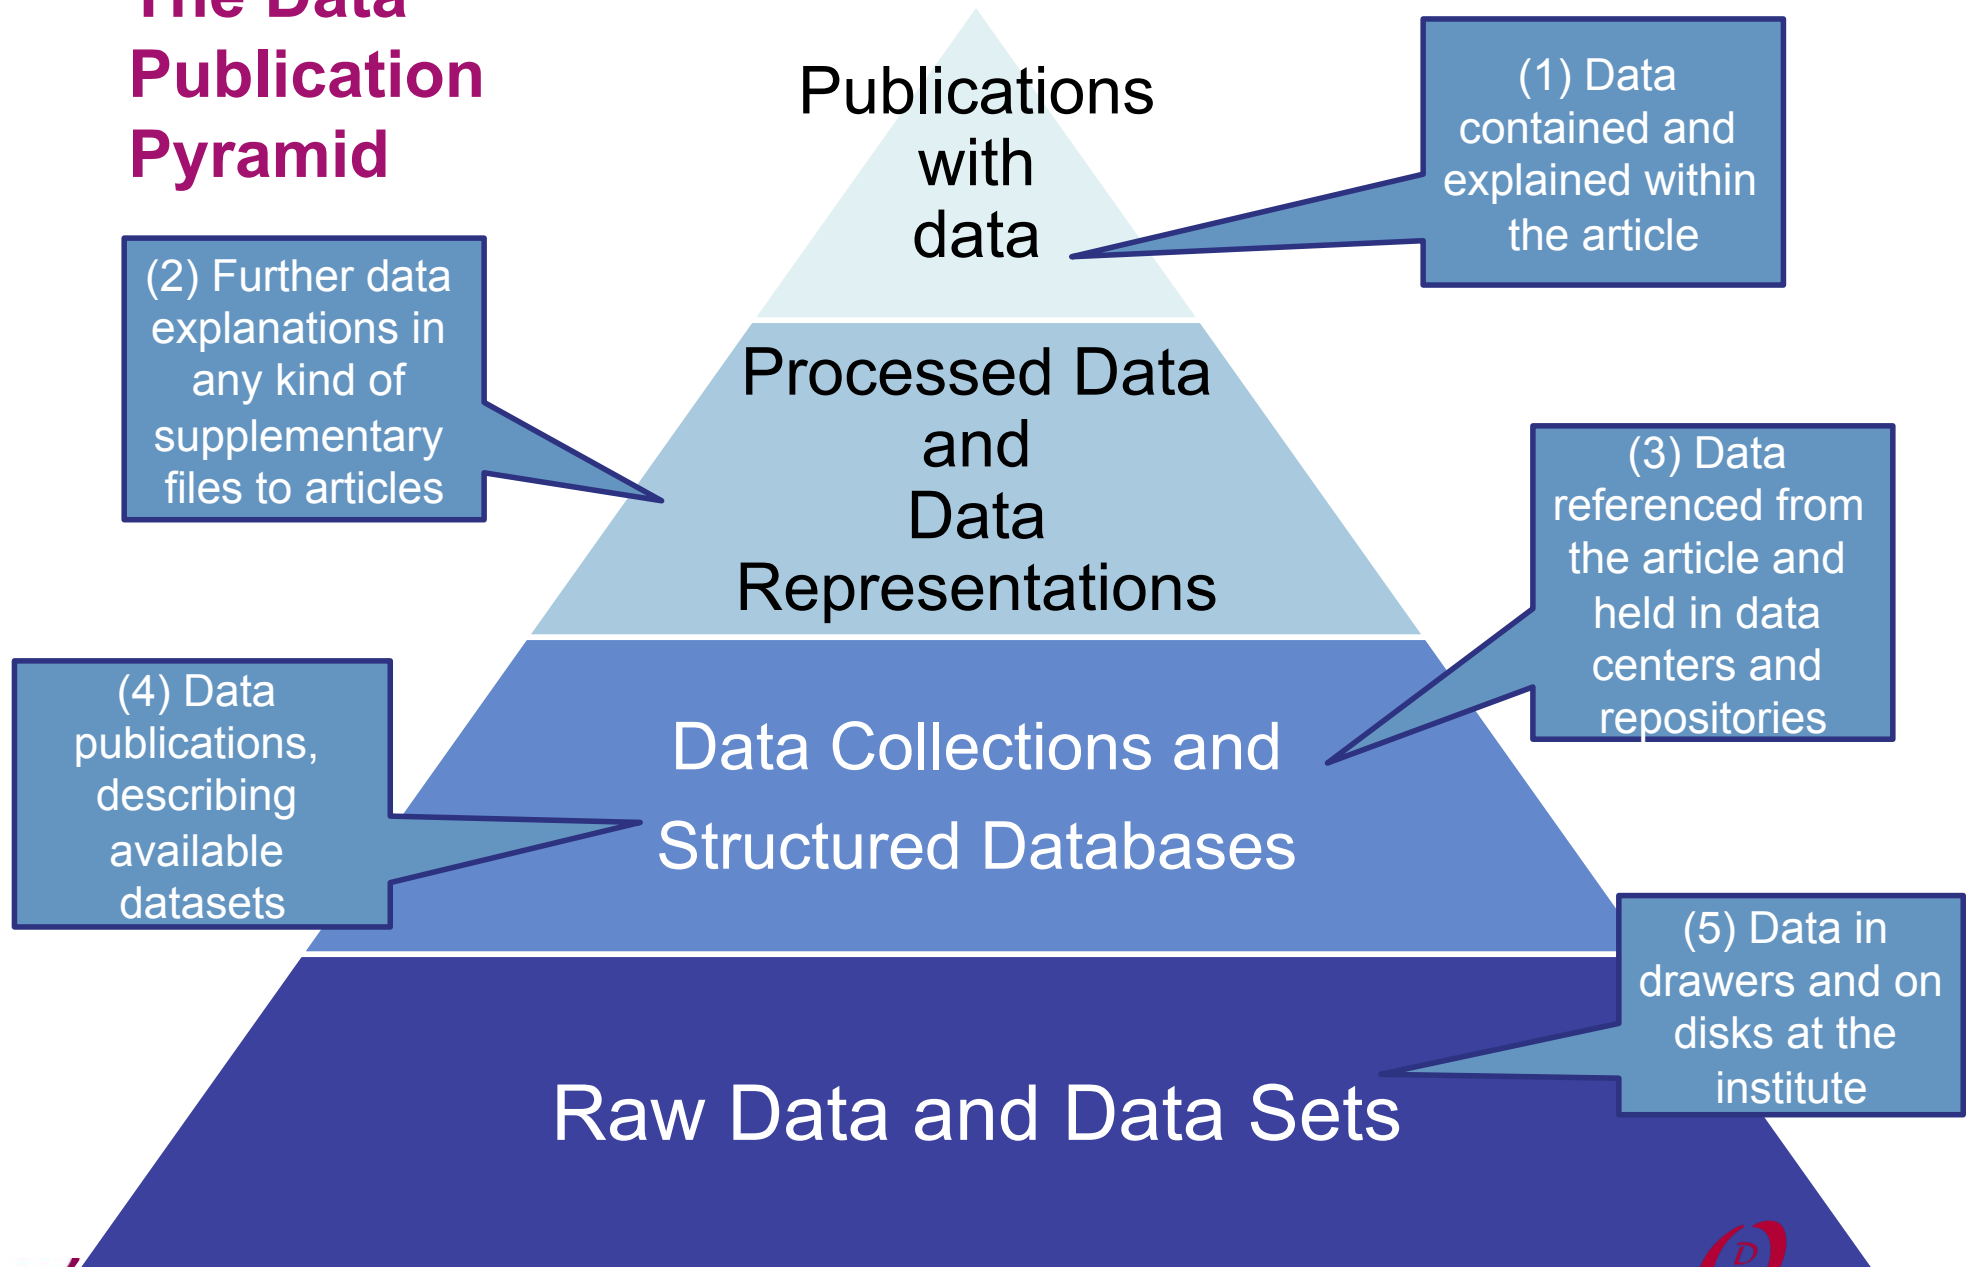 The Data
Publication
Pyramid
Publications
with
data
(1) Data
contained and
explained within
the article
(2) Further data
explanations in
any kind of
supplementary
files to articles
Processed Data
and
Data
Representations
(3) Data
referenced from
the article and
held in data
centers and
repositories
(4) Data
publications,
describing
available
datasets
Data Collections and
Structured Databases
(5) Data in
drawers and on
disks at the
institute
Raw Data and Data Sets
D